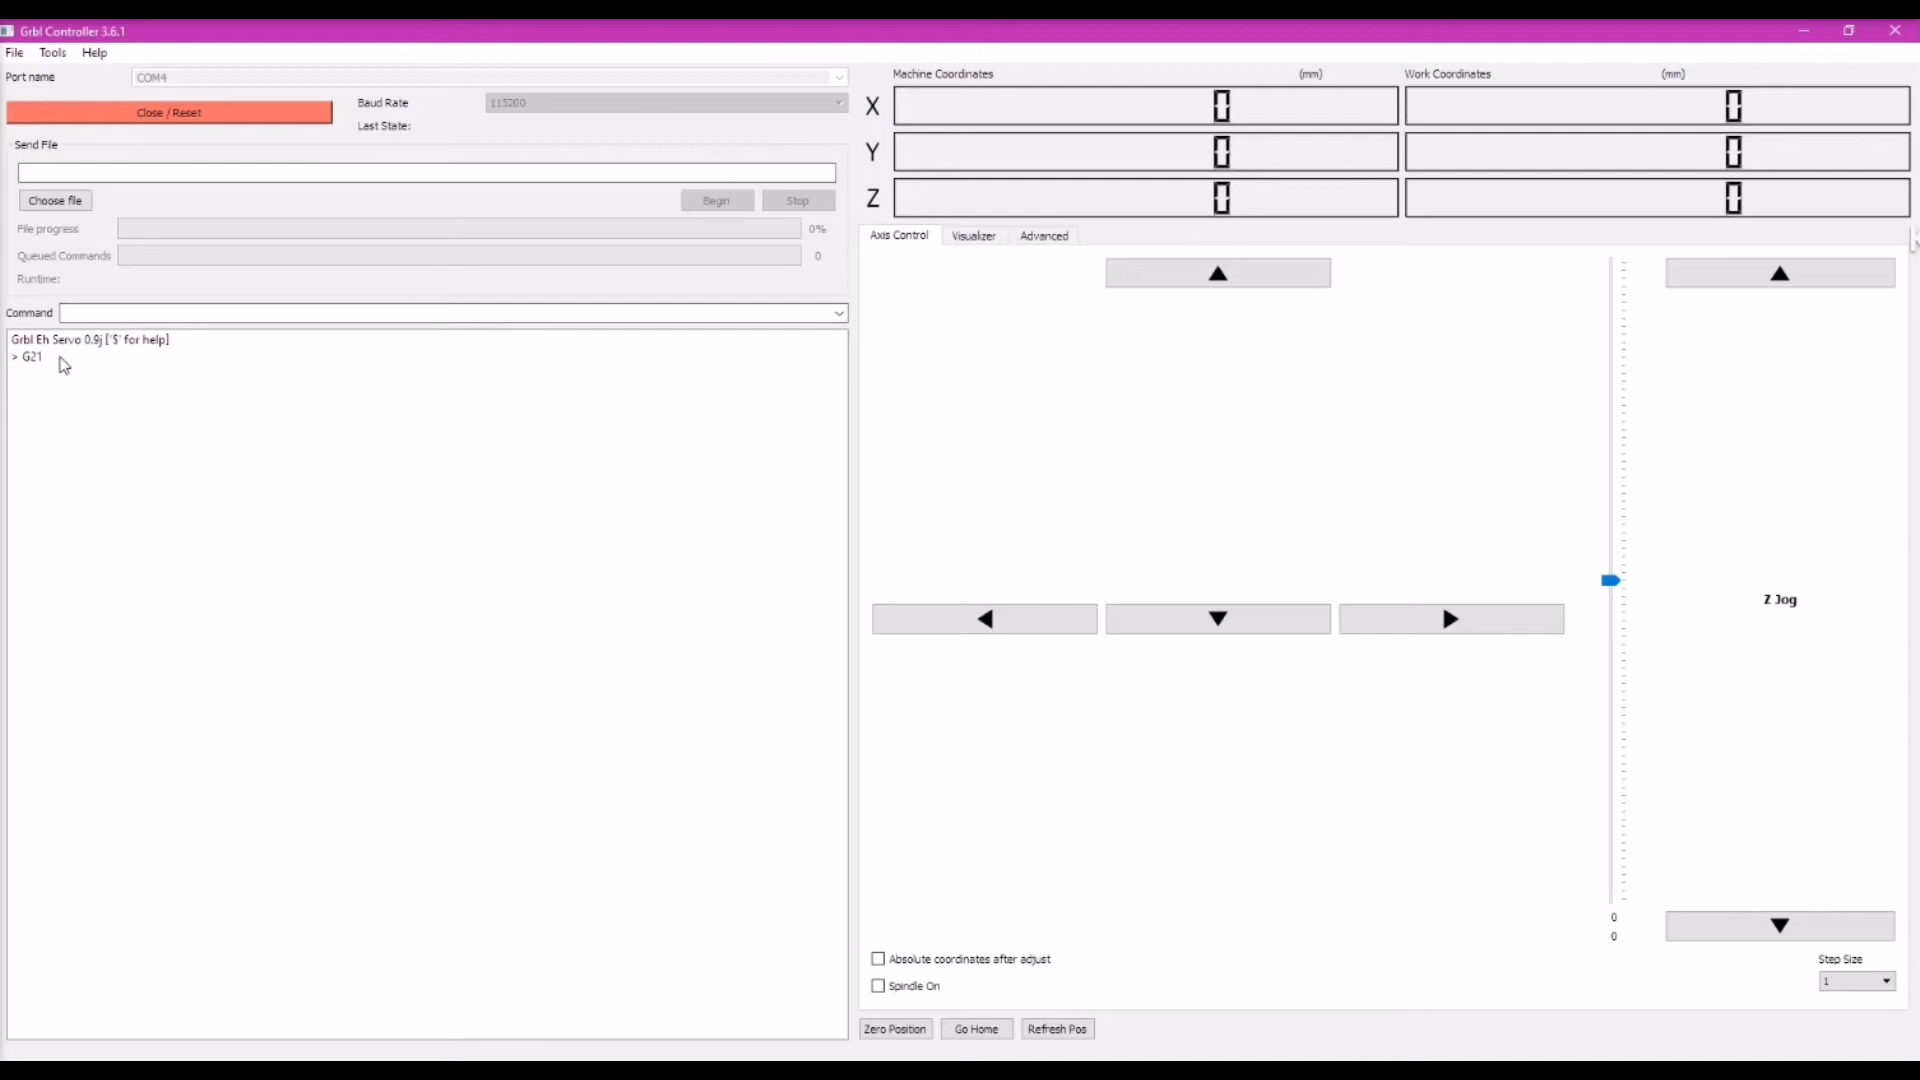 Grbl Controller 3.6.1
File Tools Help
Port name COM4
Close / Reset
Baud Rate 115200
Last State:
Send File
Choose file Begin Stop
File progress 0%
Queued Commands 0
Runtime:
Command
Grbl Eh Servo 0.9j ['$' for help]
> G21
Machine Coordinates (mm) Work Coordinates (mm)
X 0 0
Y 0 0
Z 0 0
Axis Control Visualizer Advanced
Z Jog
0
0
Absolute coordinates after adjust
Spindle On
Step Size
1
Zero Position Go Home Refresh Pos